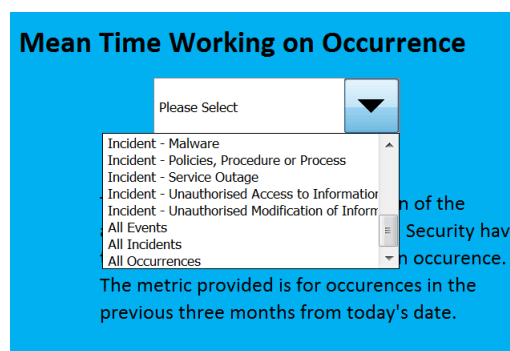 Mean Time Working on Occurrence
Please Select
Incident - Malware
Incident - Policies, Procedure or Process
Incident - Service Outage
Incident - Unauthorised Access to Information
Incident - Unauthorised Modification of Inform
All Events
All Incidents
All Occurrences
n of the
Security hav
n occurence.
The metric provided is for occurences in the
previous three months from today's date.